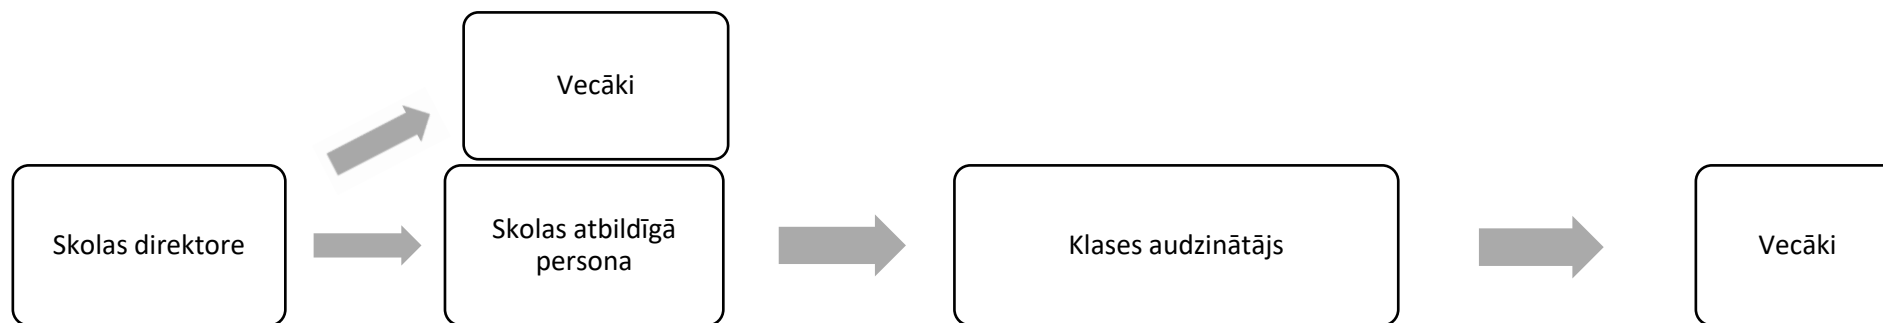 Vecāki
Skolas direktore
Skolas atbildīgā
persona
Klases audzinātājs
Vecāki